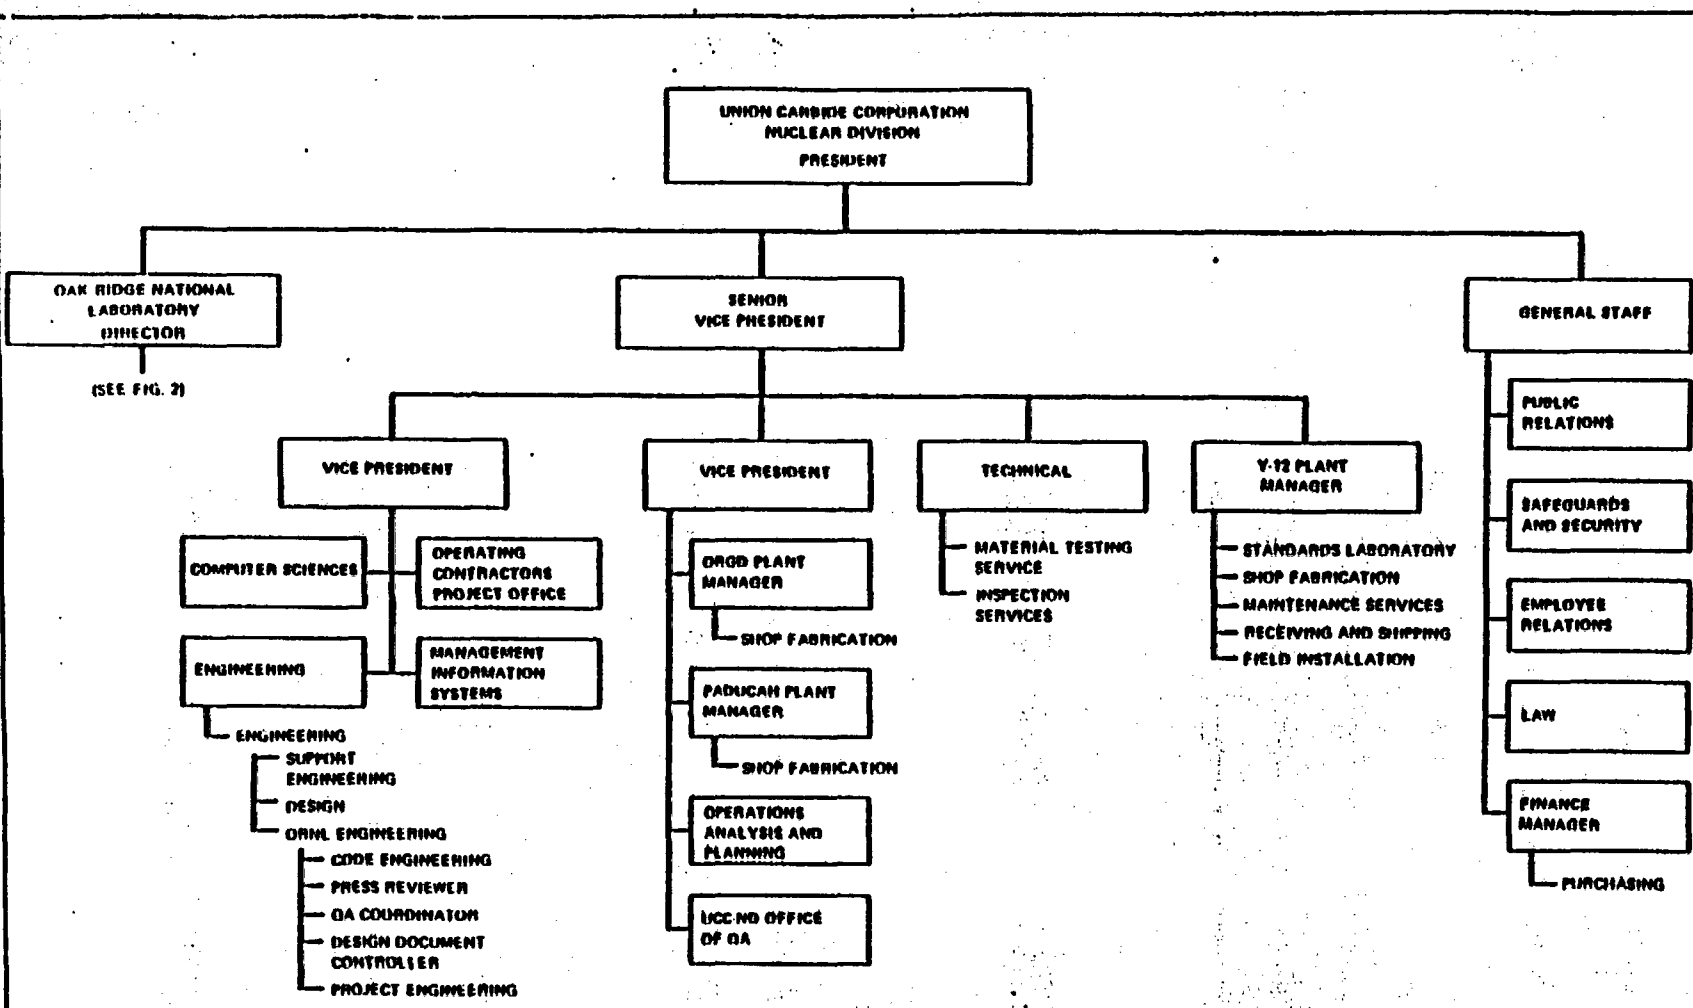 UNION CARBIDE CORPORATION
NUCLEAR DIVISION
PRESIDENT
OAK RIDGE NATIONAL
LABORATORY
DIRECTOR
(SEE FIG. 2)
SENIOR
VICE PRESIDENT
GENERAL STAFF
VICE PRESIDENT
COMPUTER SCIENCES
OPERATING
CONTRACTORS
PROJECT OFFICE
ENGINEERING
MANAGEMENT
INFORMATION
SYSTEMS
ENGINEERING
SUPPORT
ENGINEERING
DESIGN
ORNL ENGINEERING
CODE ENGINEERING
PRESS REVIEWER
QA COORDINATOR
DESIGN DOCUMENT
CONTROLLER
PROJECT ENGINEERING
VICE PRESIDENT
ORGD PLANT
MANAGER
SHOP FABRICATION
PADUCAH PLANT
MANAGER
SHOP FABRICATION
OPERATIONS
ANALYSIS AND
PLANNING
UCC-ND OFFICE
OF QA
TECHNICAL
MATERIAL TESTING
SERVICE
INSPECTION
SERVICES
Y-12 PLANT
MANAGER
STANDARDS LABORATORY
SHOP FABRICATION
MAINTENANCE SERVICES
RECEIVING AND SHIPPING
FIELD INSTALLATION
PUBLIC
RELATIONS
SAFEGUARDS
AND SECURITY
EMPLOYEE
RELATIONS
LAW
FINANCE
MANAGER
PURCHASING